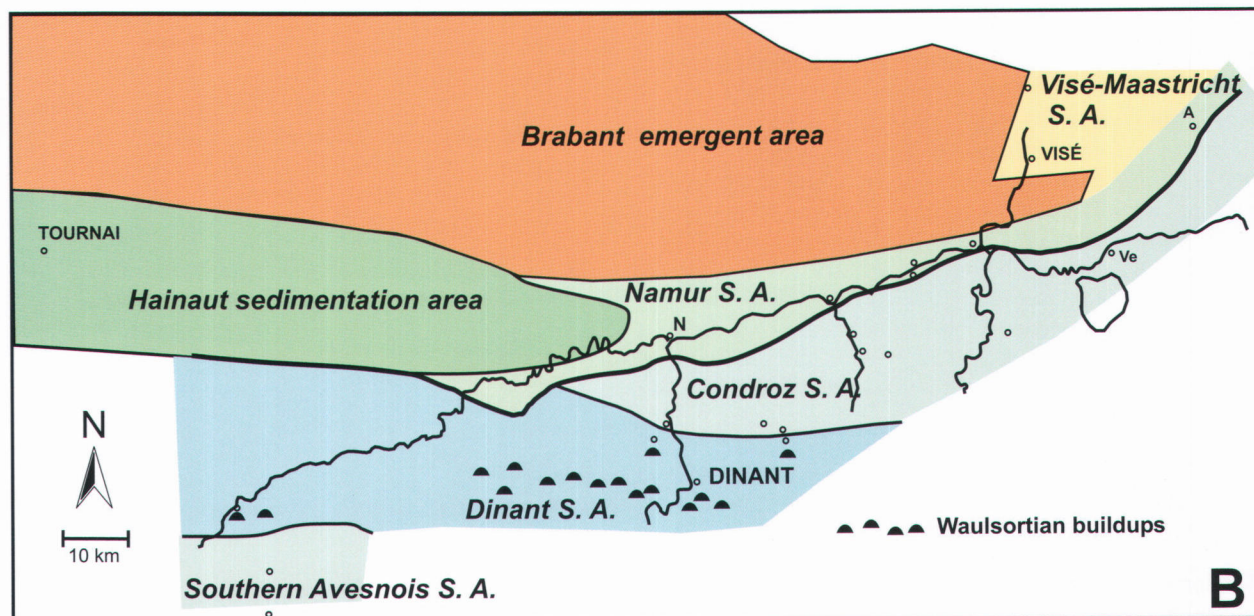 Visé-Maastricht
S. A.
A
Brabant emergent area
VISÉ
TOURNAI
Ve
Hainaut sedimentation area
Namur S. A.
N
Condroz S. A.
N
DINANT
Dinant S. A.
Waulsortian buildups
10 km
Southern Avesnois S. A.
B